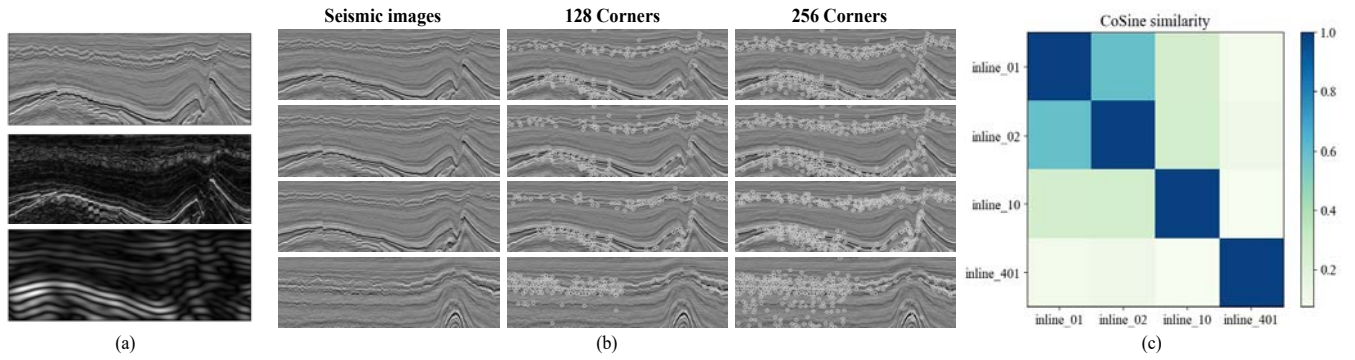 Seismic images 128 Corners 256 Corners
CoSine similarity
inline_01
inline_02
inline_10
inline_401
inline_01 inline_02 inline_10 inline_401
1.0
0.8
0.6
0.4
0.2
(a) (b) (c)